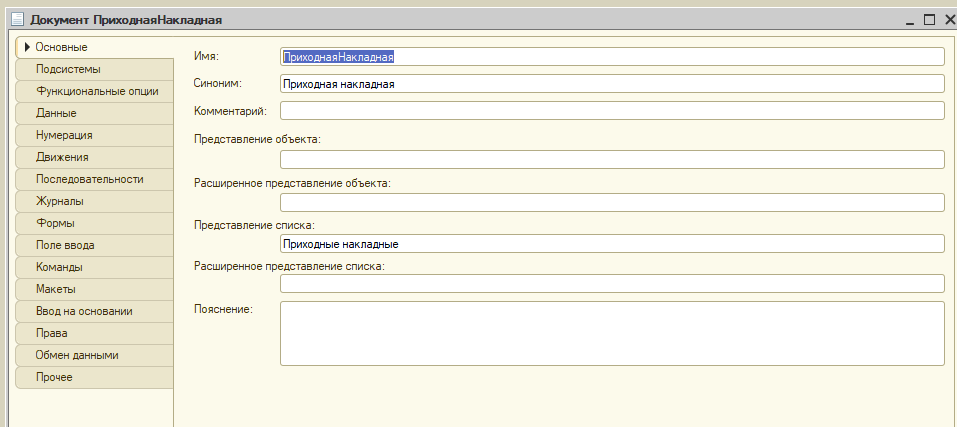 Документ ПриходнаяНакладная
Основные
Подсистемы
Функциональные опции
Данные
Нумерация
Движения
Последовательности
Журналы
Формы
Поле ввода
Команды
Макеты
Ввод на основании
Права
Обмен данными
Прочее
Имя: ПриходнаяНакладная
Синоним: Приходная накладная
Комментарий:
Представление объекта:
Расширенное представление объекта:
Представление списка:
Приходные накладные
Расширенное представление списка:
Пояснение: